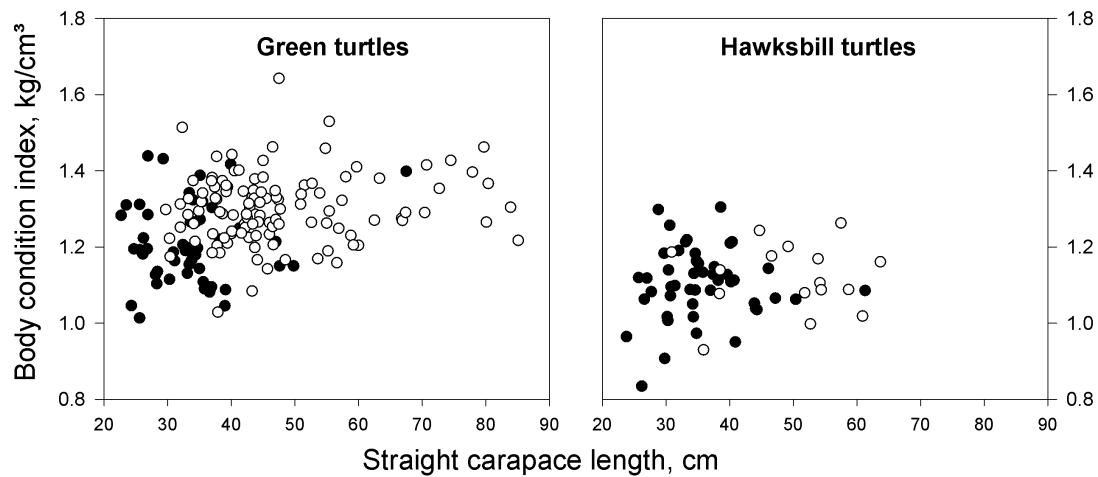 Green turtles
Hawksbill turtles
Body condition index, kg/cm³
1.8
1.6
1.4
1.2
1.0
0.8
1.8
1.6
1.4
1.2
1.0
0.8
20 30 40 50 60 70 80 90
20 30 40 50 60 70 80 90
Straight carapace length, cm